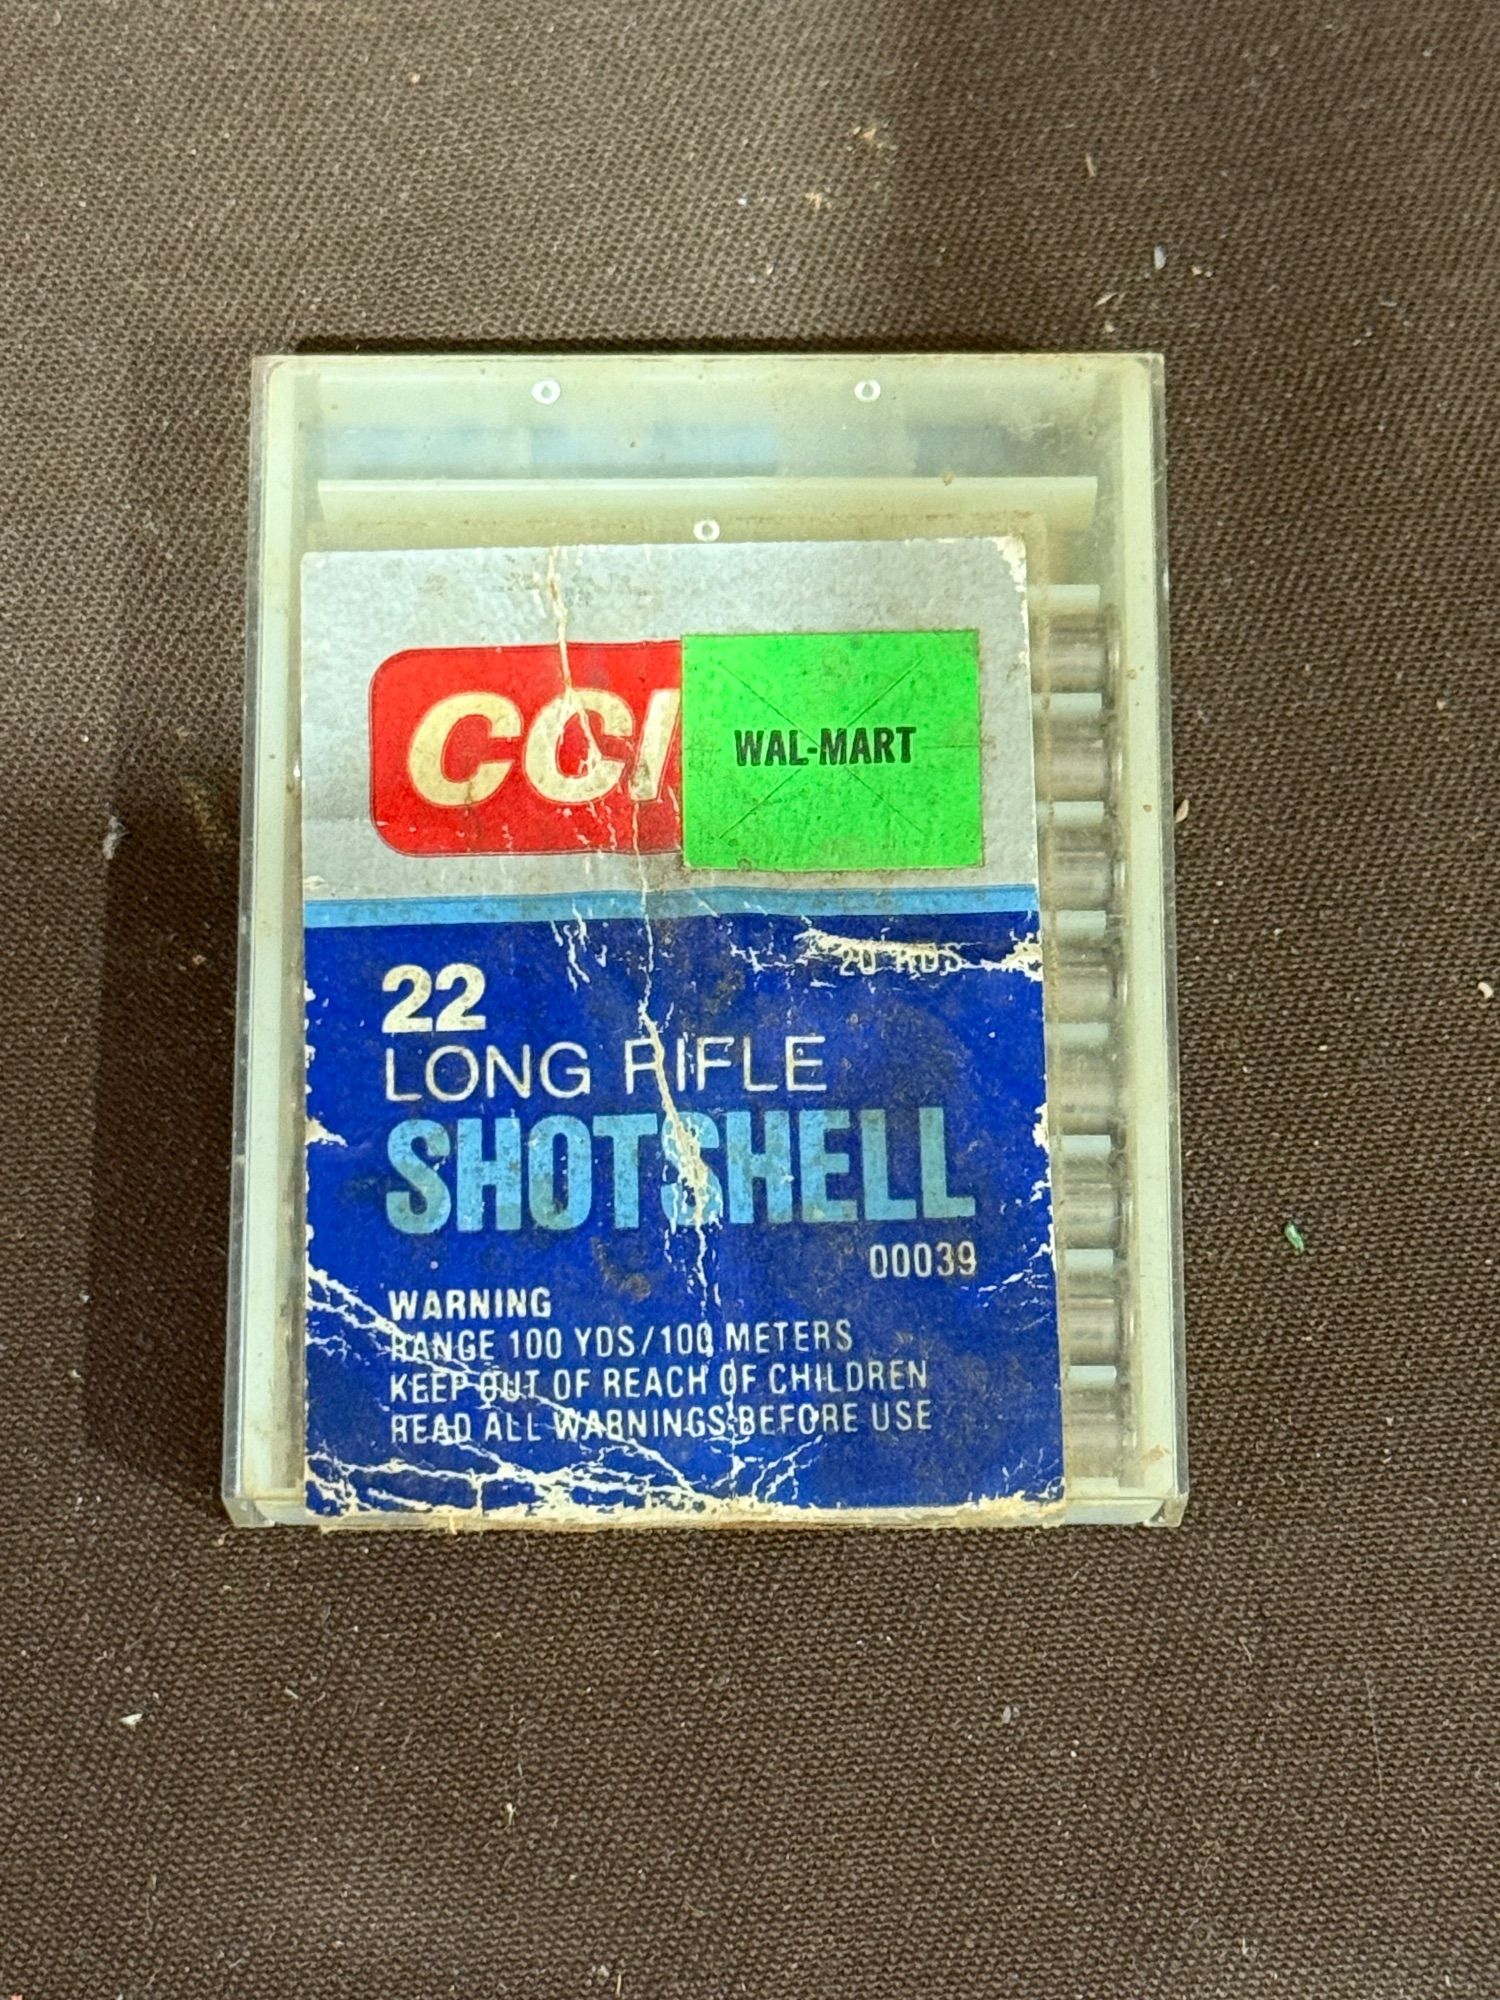 CCI
WAL-MART
20 RDS
22
LONG RIFLE
SHOTSHELL
00039
WARNING
RANGE 100 YDS/100 METERS
KEEP OUT OF REACH OF CHILDREN
READ ALL WARNINGS BEFORE USE